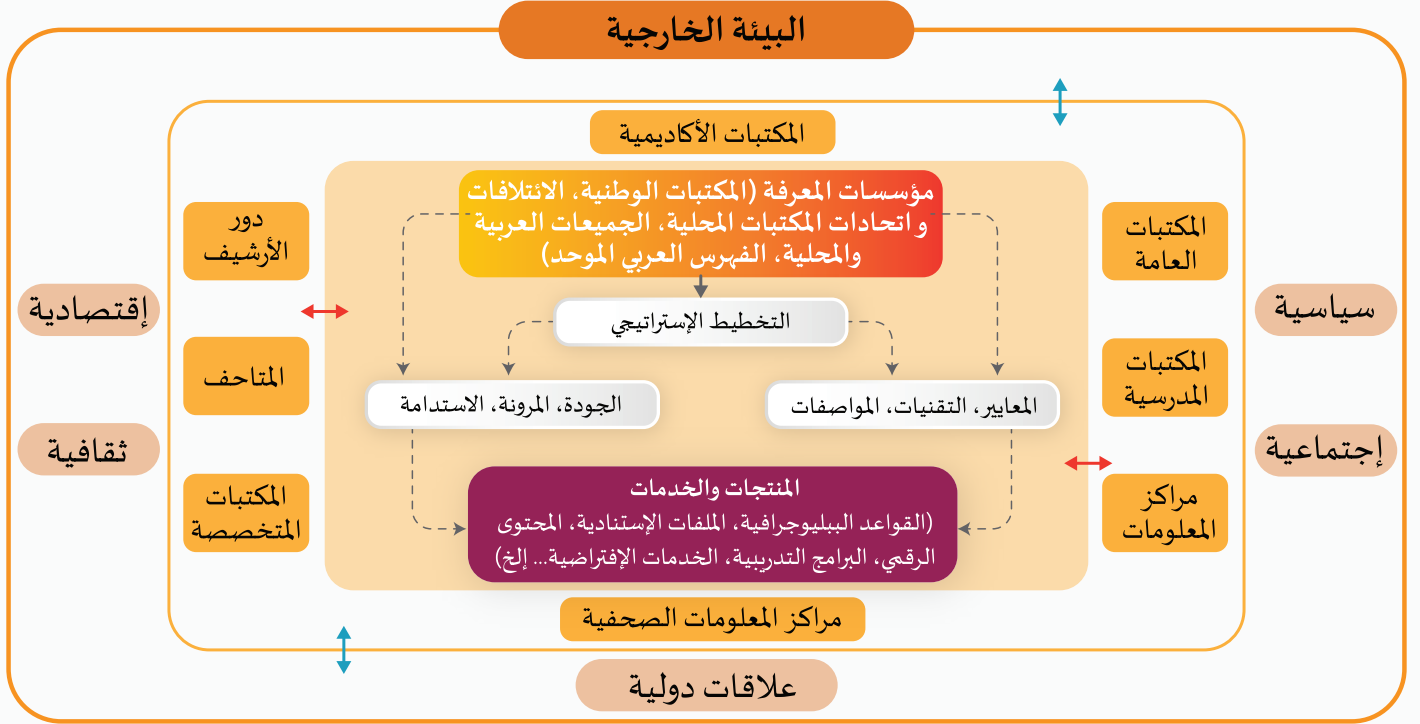 البيئة الخارجية
المكتبات الأكاديمية
مؤسسات المعرفة (المكتبات الوطنية، الائتلافات
و اتحادات المكتبات المحلية، الجميعات العربية
والمحلية، الفهرس العربي الموحد)
المكتبات
العامة
دور
الأرشيف
سياسية
إقتصادية
التخطيط الإستراتيجي
المكتبات
المدرسية
المتاحف
المعايير، التقنيات، المواصفات
الجودة، المرونة، الاستدامة
إجتماعية
ثقافية
مراكز
المعلومات
المكتبات
المتخصصة
المنتجات والخدمات
(القواعد الببليوجرافية، الملفات الإستنادية، المحتوى
الرقمي، البرامج التدريبية، الخدمات الإفتراضية... إلخ)
مراكز المعلومات الصحفية
علاقات دولية